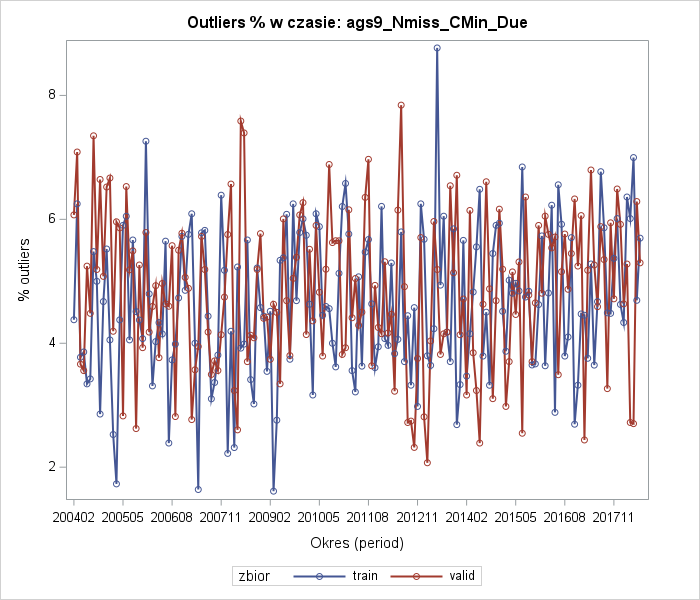 Outliers % w czasie: ags9_Nmiss_CMin_Due
% outliers
8
6
4
2
200402 200505 200608 200711 200902 201005 201108 201211 201402 201505 201608 201711
Okres (period)
zbior train valid